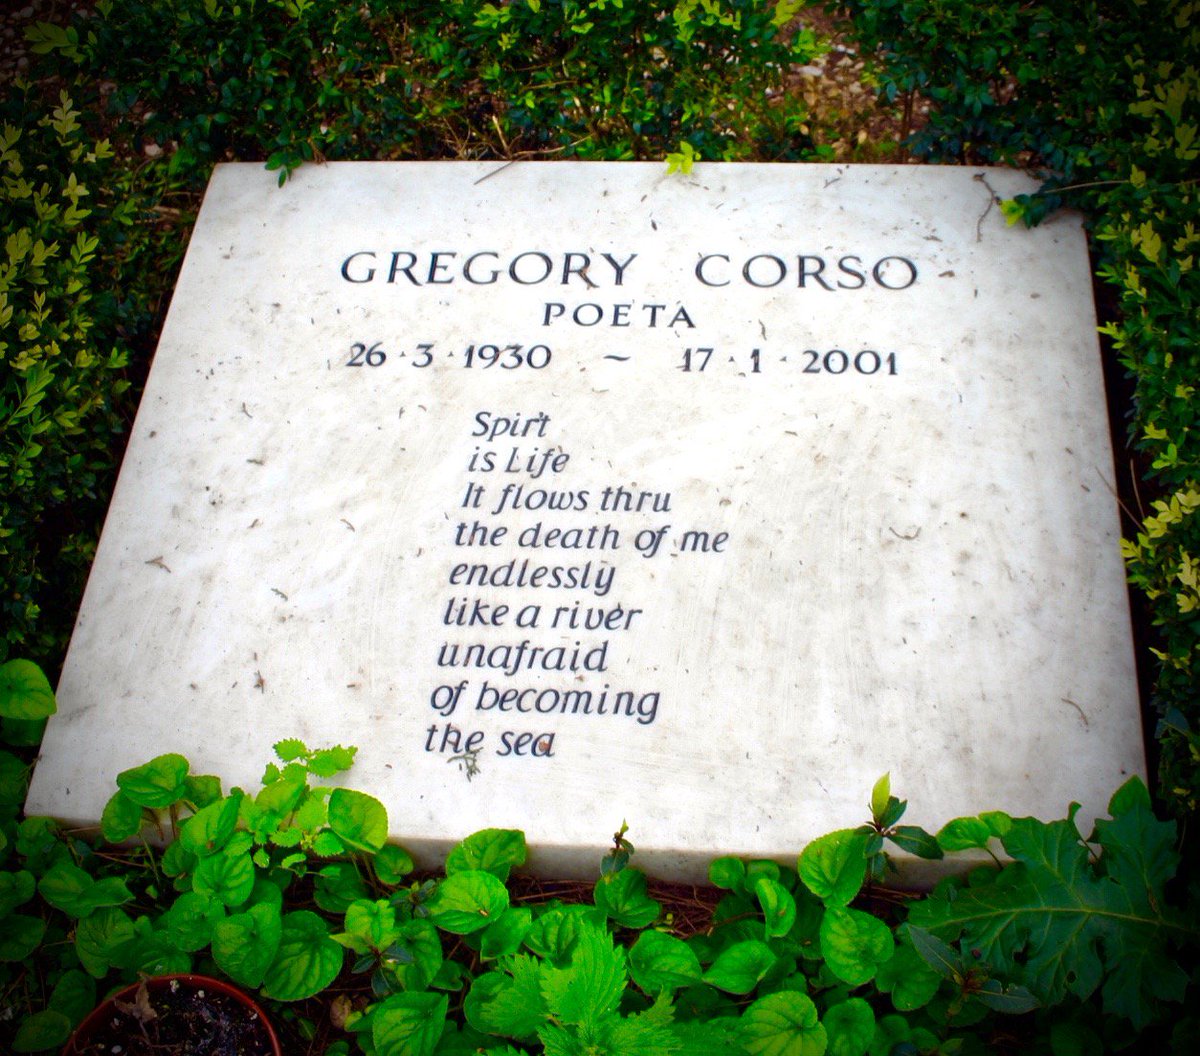 GREGORY CORSO
POETA
26·3·1930 ~ 17·1·2001
Spirit
is Life
It flows thru
the death of me
endlessly
like a river
unafraid
of becoming
the sea